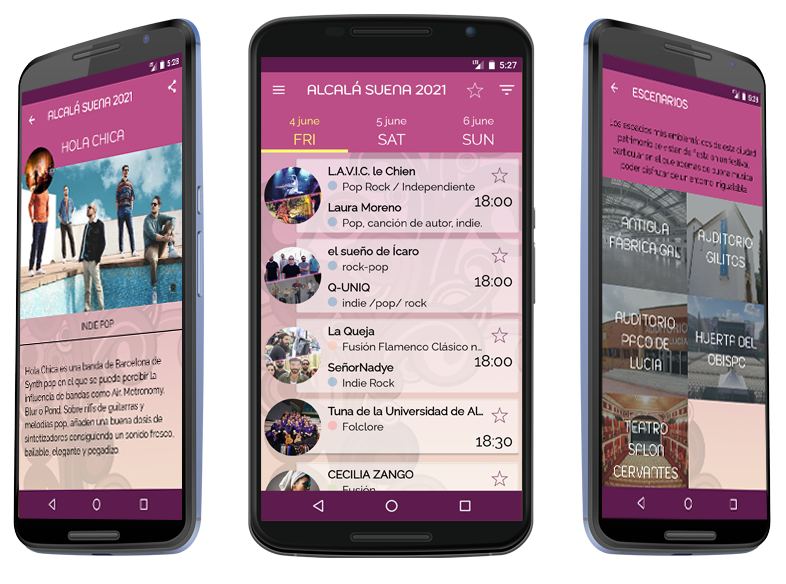 5:28
ALCALÁ SUENA 2021
HOLA CHICA
INDIE POP
Hola Chica es una banda de Barcelona de
Synth pop en el que se puede percibir la
influencia de bandas como Air, Metronomy,
Blur o Pond. Sobre riffs de guitarras y
melodías pop, añaden una buena dosis de
sintetizadores consiguiendo un sonido fresco,
bailable, elegante y pegadizo.
5:27
ALCALÁ SUENA 2021
4 june
5 june
6 june
FRI
SAT
SUN
L.A.V.I.C. le Chien
Pop Rock / Independiente
18:00
Laura Moreno
Pop, canción de autor, indie.
el sueño de Ícaro
rock-pop
18:00
Q-UNIQ
indie /pop/ rock
La Queja
Fusión Flamenco Clásico n...
18:00
SeñorNadye
Indie Rock
Tuna de la Universidad de AL...
Folclore
18:30
CECILIA ZANGO
Fusión
5:28
ESCENARIOS
Los espacios más emblemáticos de esta ciudad
patrimonio se visten de fiesta en un festival
particular en el que además de buena música
poder disfrutar de un entorno inigualable.
ANTIGUA
FÁBRICA GAL
AUDITORIO
GILITOS
AUDITORIO
PACO DE
LUCIA
HUERTA DEL
OBISPO
TEATRO
SALÓN
CERVANTES